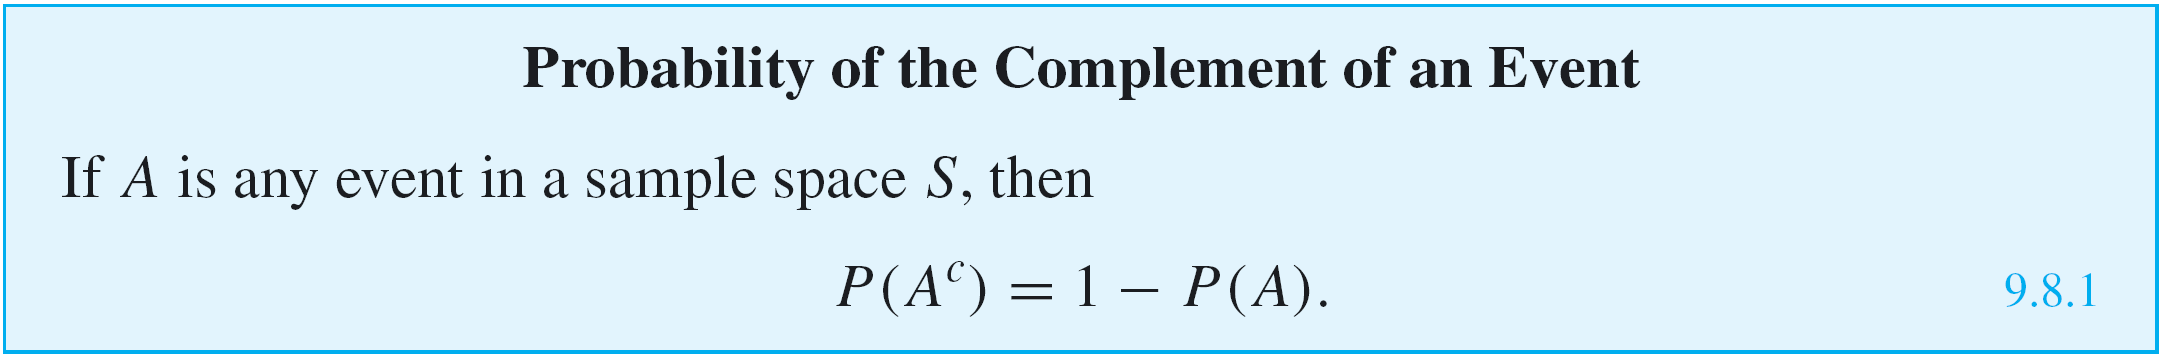 Probability of the Complement of an Event
If A is any event in a sample space S, then
P(Aᶜ) = 1 − P(A). 9.8.1